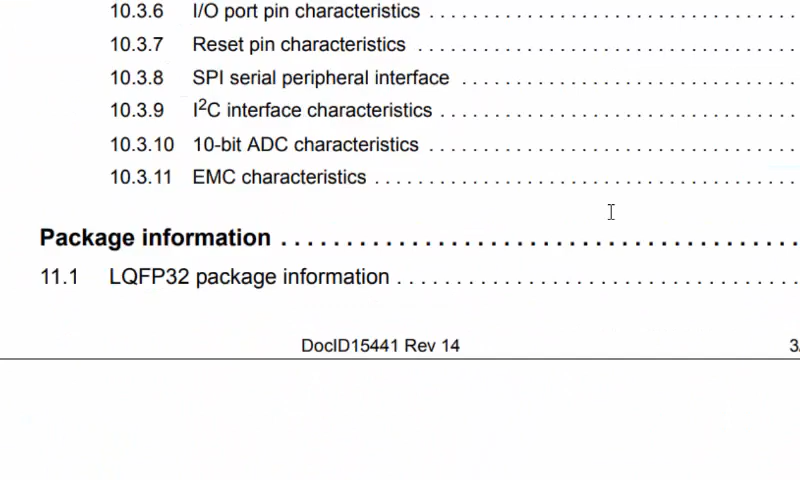 10.3.6 I/O port pin characteristics . . . . . . . . . . . . . . . . . . . . . . . . . . . . . . . . .
10.3.7 Reset pin characteristics . . . . . . . . . . . . . . . . . . . . . . . . . . . . . . . . . .
10.3.8 SPI serial peripheral interface . . . . . . . . . . . . . . . . . . . . . . . . . . . . . .
10.3.9 I²C interface characteristics . . . . . . . . . . . . . . . . . . . . . . . . . . . . . . . .
10.3.10 10-bit ADC characteristics . . . . . . . . . . . . . . . . . . . . . . . . . . . . . . . . .
10.3.11 EMC characteristics . . . . . . . . . . . . . . . . . . . . . . . . . . . . . . . . . . . . . .
Package information . . . . . . . . . . . . . . . . . . . . . . . . . . . . . . . . . . . . . . .
11.1 LQFP32 package information . . . . . . . . . . . . . . . . . . . . . . . . . . . . . . . . . . .
DocID15441 Rev 14 3